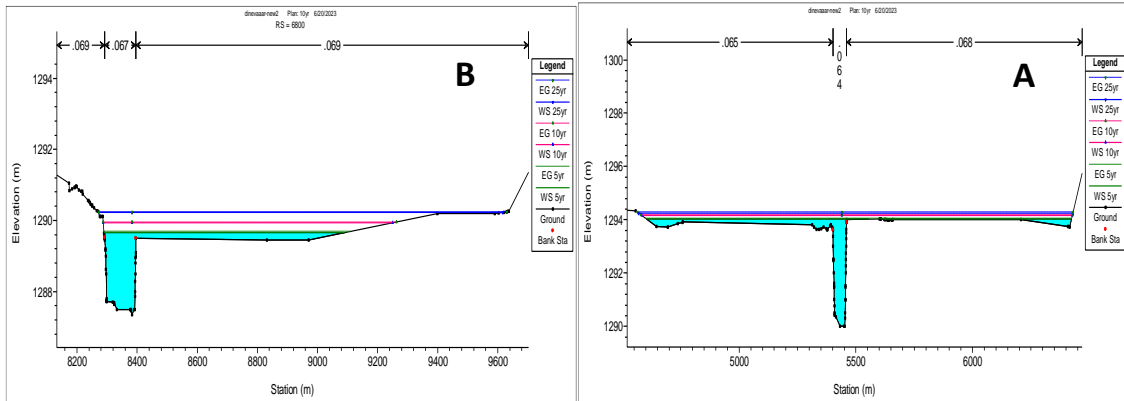 dinevaaar-new2 Plan: 10yr 6/20/2023
RS = 6800
.069 .067 .069
B
Legend
EG 25yr
WS 25yr
EG 10yr
WS 10yr
EG 5yr
WS 5yr
Ground
Bank Sta
1294
1292
1290
1288
Elevation (m)
8200 8400 8600 8800 9000 9200 9400 9600
Station (m)
dinevaaar-new2 Plan: 10yr 6/20/2023
.065 .064 .068
A
Legend
EG 25yr
WS 25yr
EG 10yr
WS 10yr
EG 5yr
WS 5yr
Ground
Bank Sta
1300
1298
1296
1294
1292
1290
Elevation (m)
5000 5500 6000
Station (m)